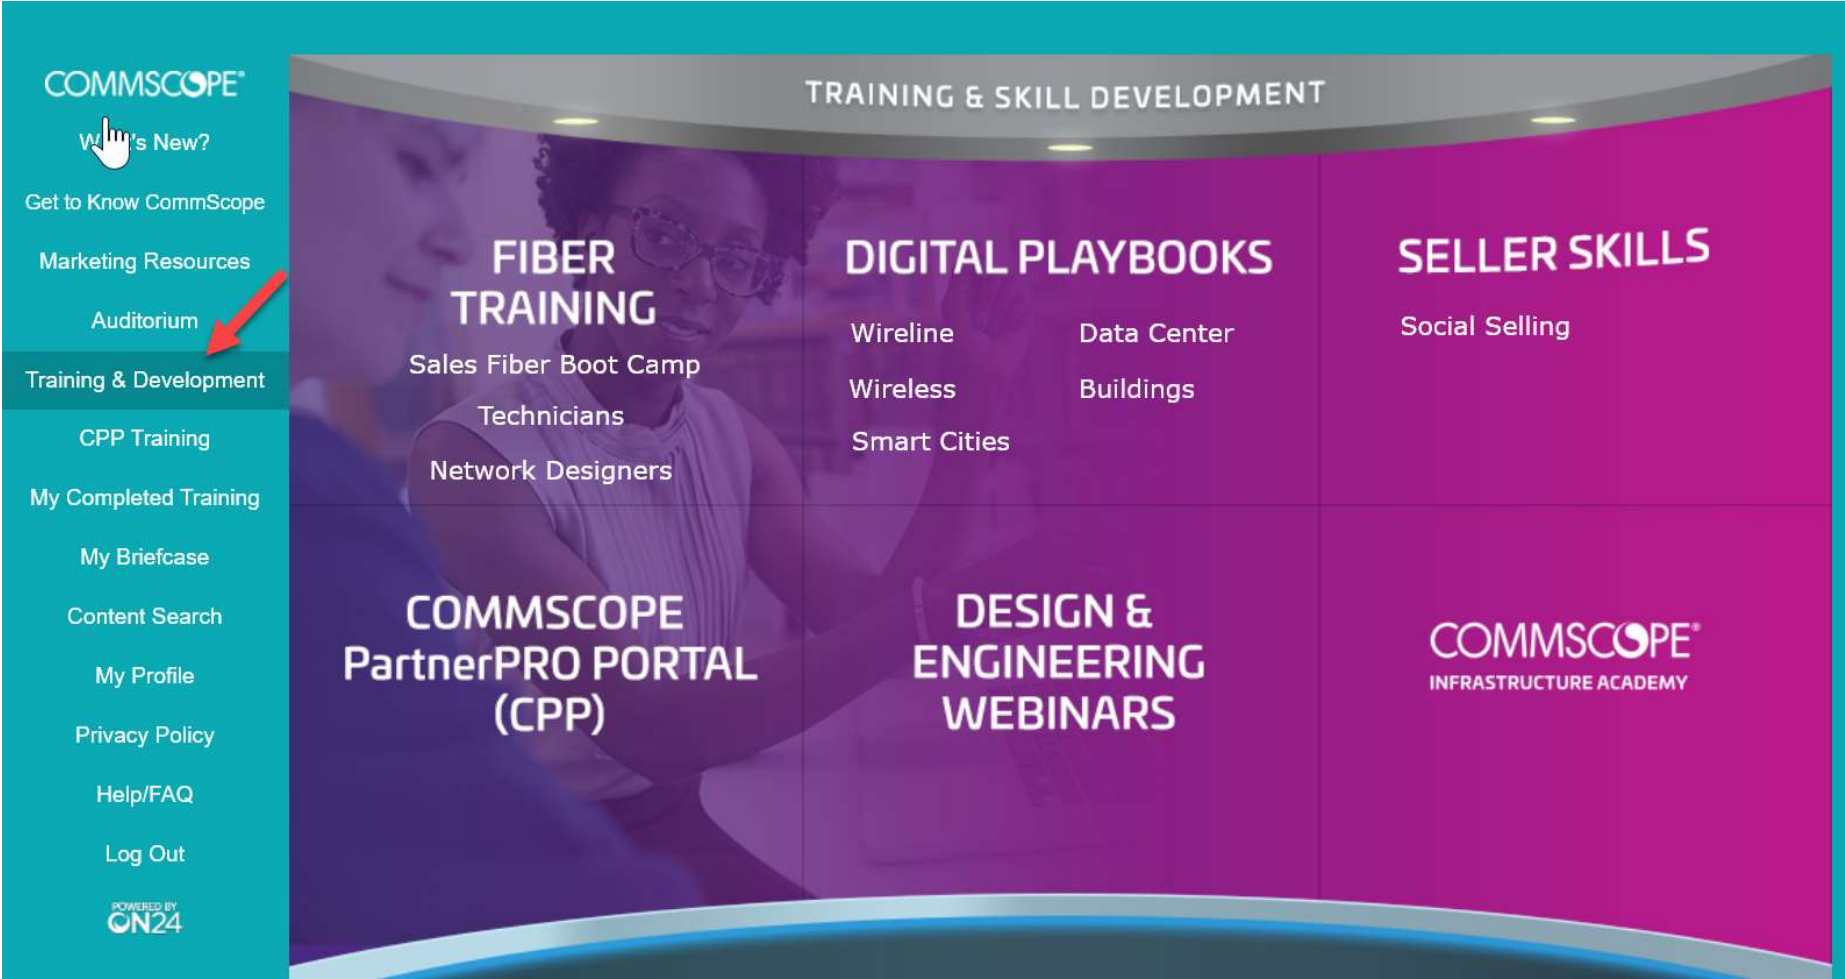 COMMSCOPE®
What's New?
Get to Know CommScope
Marketing Resources
Auditorium
Training & Development
CPP Training
My Completed Training
My Briefcase
Content Search
My Profile
Privacy Policy
Help/FAQ
Log Out
POWERED BY
ON24
TRAINING & SKILL DEVELOPMENT
FIBER
TRAINING
Sales Fiber Boot Camp
Technicians
Network Designers
DIGITAL PLAYBOOKS
Wireline
Data Center
Wireless
Buildings
Smart Cities
SELLER SKILLS
Social Selling
COMMSCOPE
PartnerPRO PORTAL
(CPP)
DESIGN &
ENGINEERING
WEBINARS
COMMSCOPE®
INFRASTRUCTURE ACADEMY